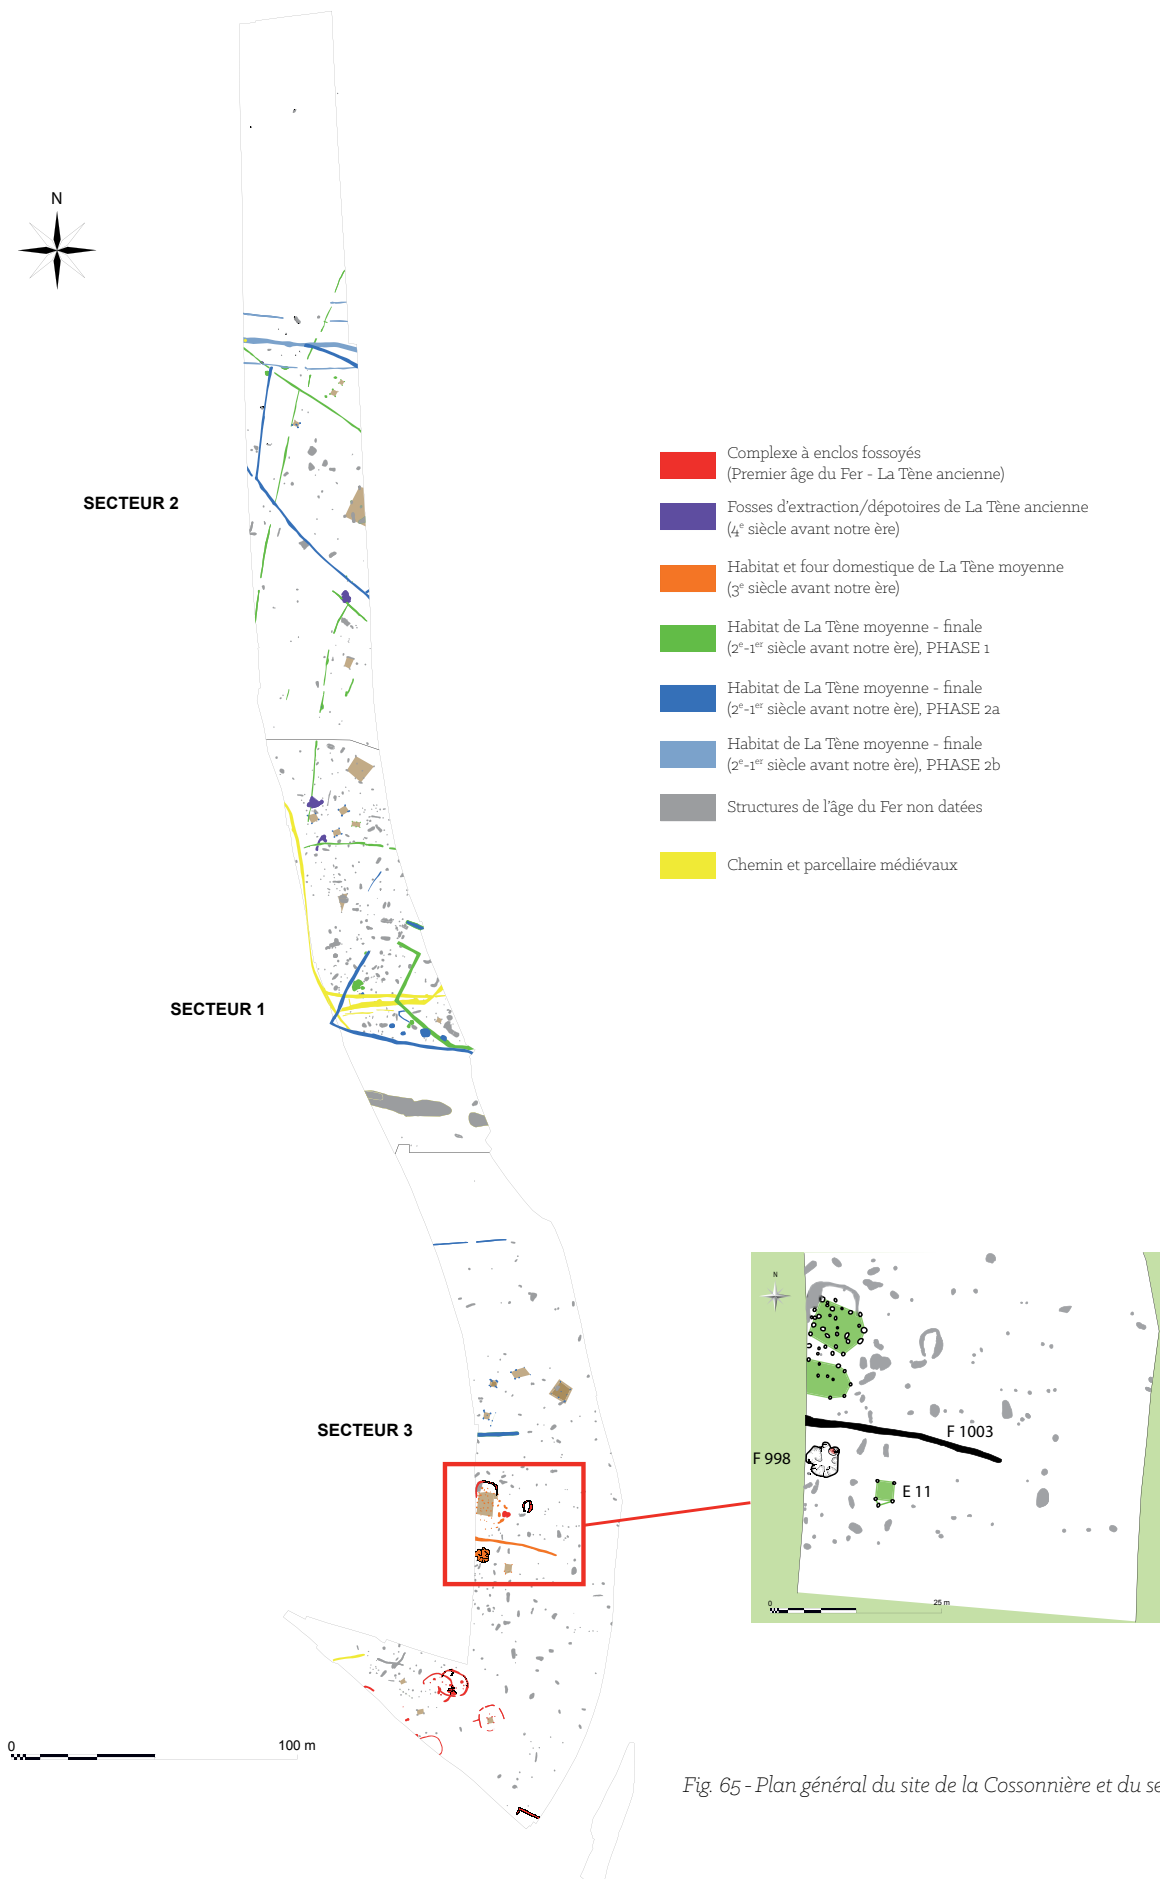 N
SECTEUR 2
Complexe à enclos fossoyés
(Premier âge du Fer - La Tène ancienne)
Fosses d'extraction/dépotoires de La Tène ancienne
(4e siècle avant notre ère)
Habitat et four domestique de La Tène moyenne
(3e siècle avant notre ère)
Habitat de La Tène moyenne - finale
(2e-1er siècle avant notre ère), PHASE 1
Habitat de La Tène moyenne - finale
(2e-1er siècle avant notre ère), PHASE 2a
Habitat de La Tène moyenne - finale
(2e-1er siècle avant notre ère), PHASE 2b
Structures de l'âge du Fer non datées
Chemin et parcellaire médiévaux
SECTEUR 1
SECTEUR 3
N
F 1003
F 998
E 11
0 25 m
0 100 m
Fig. 65 - Plan général du site de la Cossonnière et du se